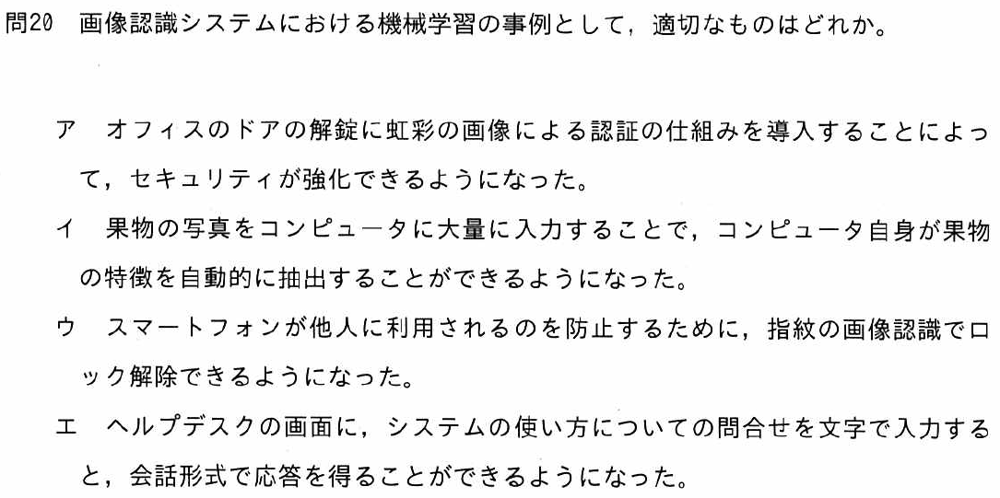 問20 画像認識システムにおける機械学習の事例として，適切なものはどれか。
ア オフィスのドアの解錠に虹彩の画像による認証の仕組みを導入することによっ
て，セキュリティが強化できるようになった。
イ 果物の写真をコンピュータに大量に入力することで，コンピュータ自身が果物
の特徴を自動的に抽出することができるようになった。
ウ スマートフォンが他人に利用されるのを防止するために，指紋の画像認識でロ
ック解除できるようになった。
エ ヘルプデスクの画面に，システムの使い方についての問合せを文字で入力する
と，会話形式で応答を得ることができるようになった。